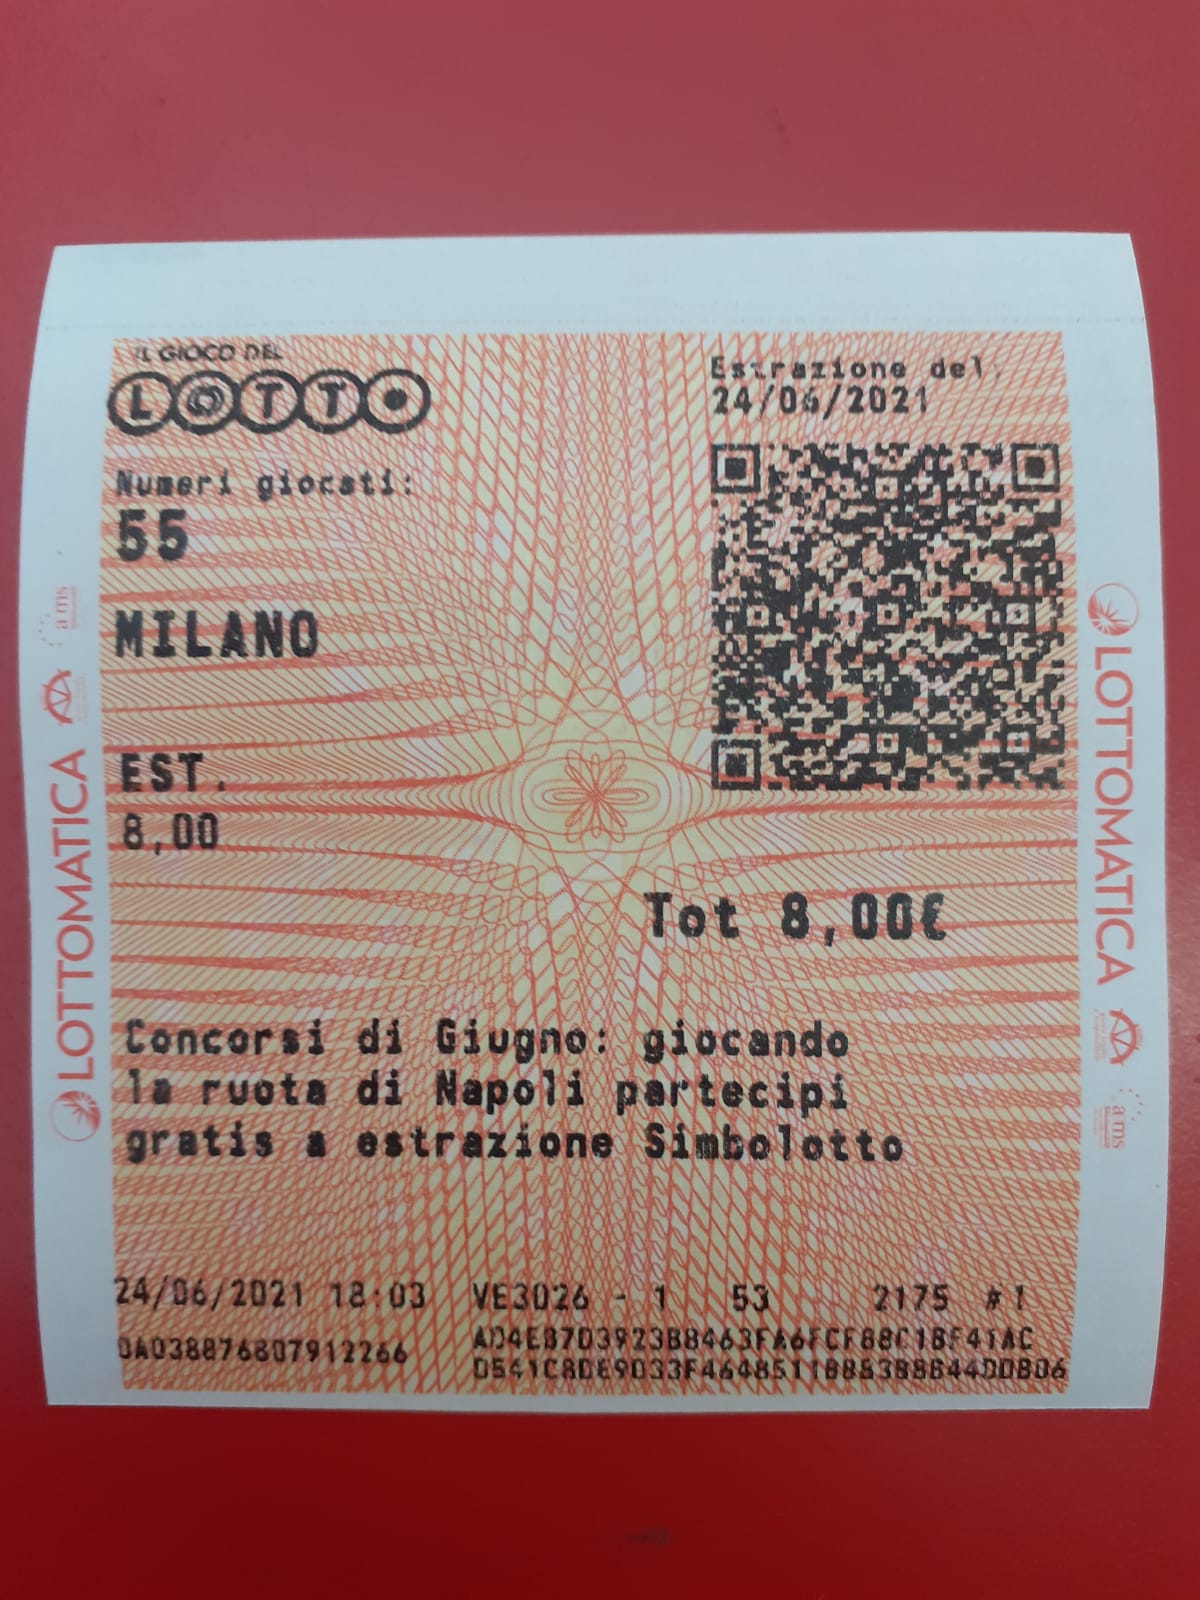 IL GIOCO DEL
LOTTO
Estrazione del
24/06/2021
Numeri giocati:
55
MILANO
EST.
8,00
Tot 8,00€
Concorsi di Giugno: giocando
la ruota di Napoli partecipi
gratis a estrazione Simbolotto
24/06/2021 18:03 VE3026 - 1 53 2175 #1
0A038876807912266
LOTTOMATICA
aams
LOTTOMATICA
aams